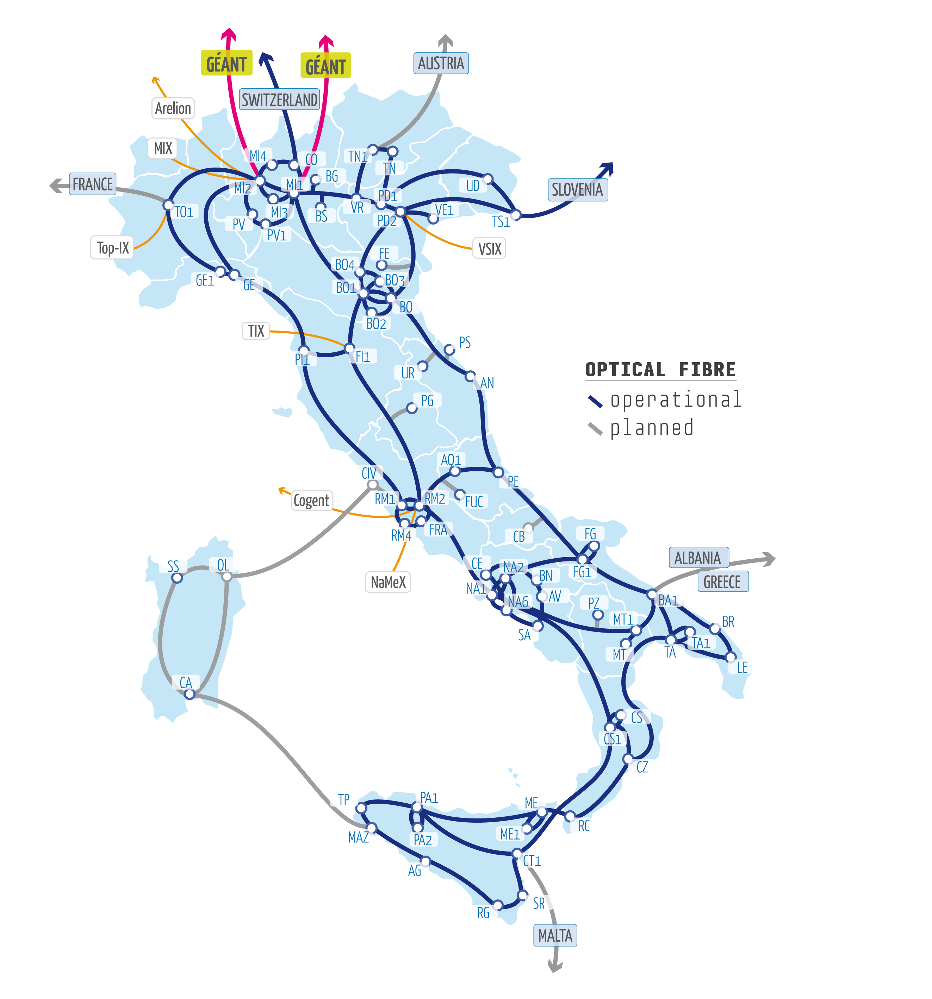 GÉANT
GÉANT
AUSTRIA
SWITZERLAND
Arelion
MIX
MI4
CO
TN1
TN
FRANCE
MI2
MI1
BG
UD
SLOVENIA
TO1
PV
MI3
BS
VR
PD1
PD2
VE1
TS1
PV1
Top-IX
VSIX
FE
BO4
BO3
GE1
GE
BO1
BO
BO2
TIX
PS
PI1
FI1
UR
AN
OPTICAL FIBRE
operational
planned
PG
AQ1
CIV
PE
Cogent
RM1
RM2
FUC
RM4
FRA
CB
FG
SS
OL
CE
NA2
BN
FG1
ALBANIA
GREECE
NaMeX
NA1
NA6
AV
PZ
BA1
MT1
BR
SA
MT
TA
TA1
LE
CA
CS
CS1
CZ
TP
PA1
ME
RC
MAZ
PA2
ME1
AG
CT1
RG
SR
MALTA